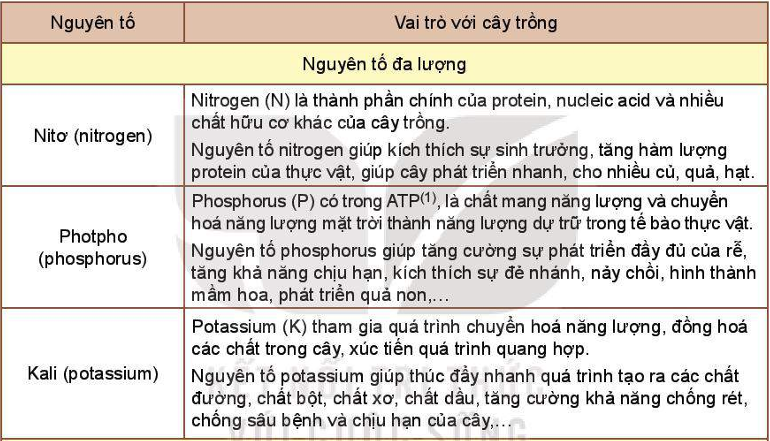 Nguyên tố
Vai trò với cây trồng
Nguyên tố đa lượng
Nitơ (nitrogen)
Nitrogen (N) là thành phần chính của protein, nucleic acid và nhiều
chất hữu cơ khác của cây trồng.
Nguyên tố nitrogen giúp kích thích sự sinh trưởng, tăng hàm lượng
protein của thực vật, giúp cây phát triển nhanh, cho nhiều củ, quả, hạt.
Photpho
(phosphorus)
Phosphorus (P) có trong ATP(1), là chất mang năng lượng và chuyển
hoá năng lượng mặt trời thành năng lượng dự trữ trong tế bào thực vật.
Nguyên tố phosphorus giúp tăng cường sự phát triển đầy đủ của rễ,
tăng khả năng chịu hạn, kích thích sự đẻ nhánh, nảy chồi, hình thành
mầm hoa, phát triển quả non,…
Kali (potassium)
Potassium (K) tham gia quá trình chuyển hoá năng lượng, đồng hoá
các chất trong cây, xúc tiến quá trình quang hợp.
Nguyên tố potassium giúp thúc đẩy nhanh quá trình tạo ra các chất
đường, chất bột, chất xơ, chất dầu, tăng cường khả năng chống rét,
chống sâu bệnh và chịu hạn của cây,…
KẾT NỐI TRI THỨC
VỚI CUỘC SỐNG